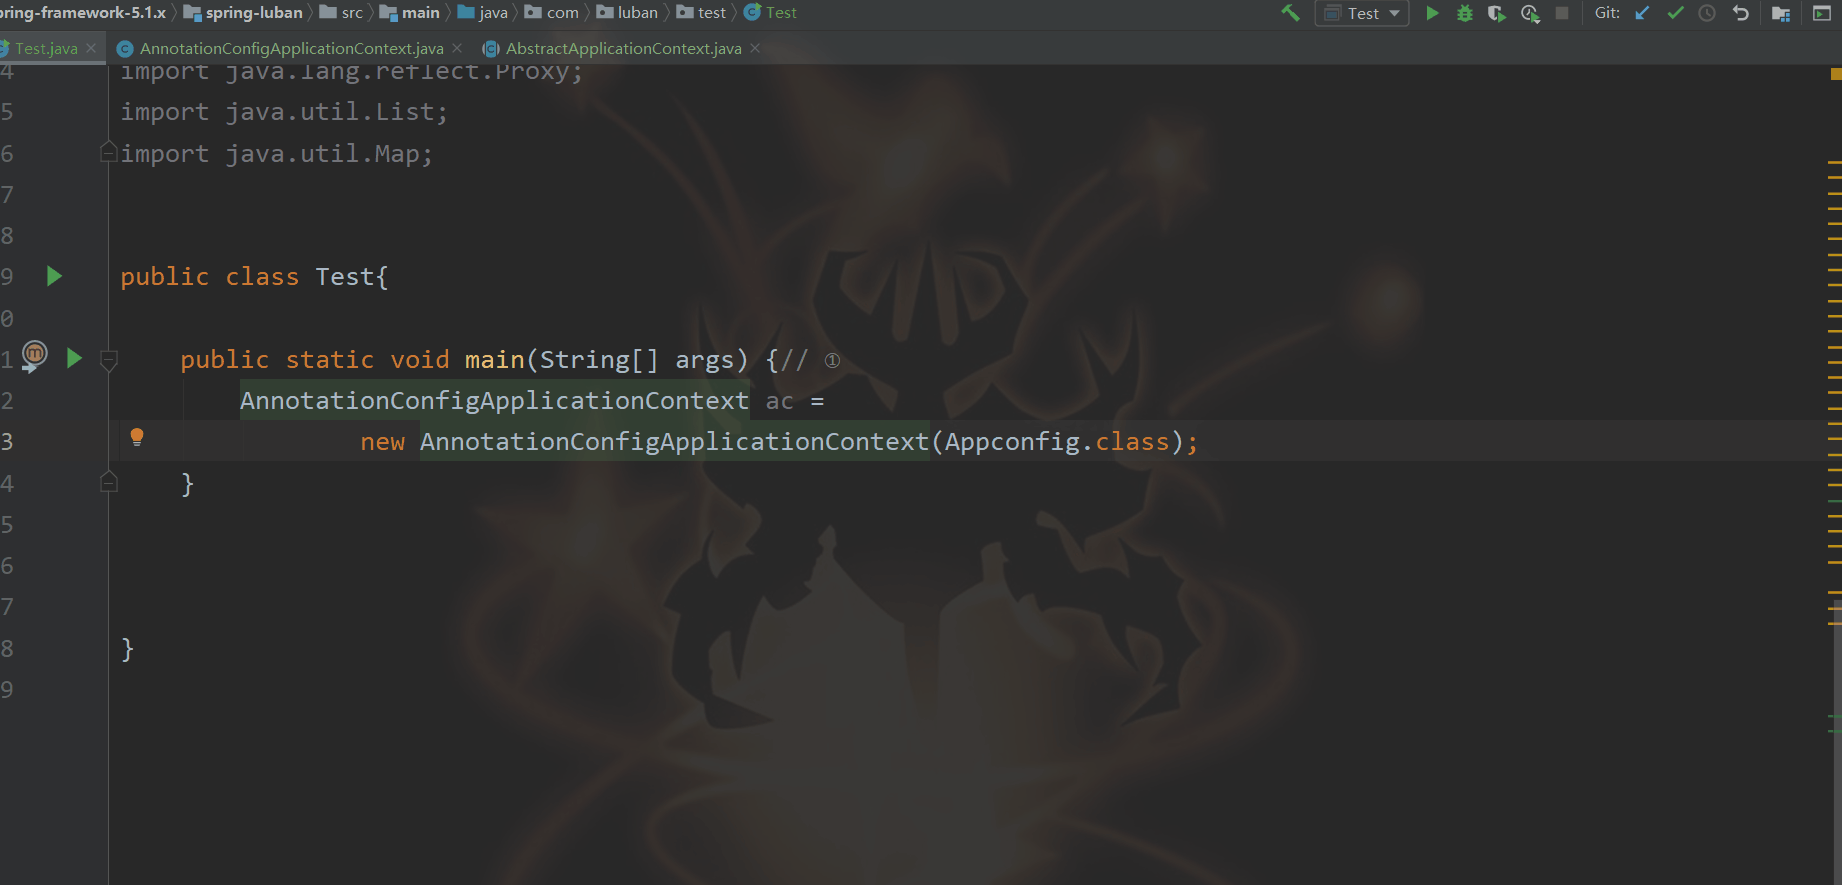 pring-framework-5.1.x spring-luban src main java com luban test Test Test Git:
Test.java AnnotationConfigApplicationContext.java AbstractApplicationContext.java
4 import java.lang.reflect.Proxy;
5 import java.util.List;
6 import java.util.Map;
7
8
9 public class Test{
0
1 public static void main(String[] args) {// ①
2 AnnotationConfigApplicationContext ac =
3 new AnnotationConfigApplicationContext(Appconfig.class);
4 }
5
6
7
8 }
9